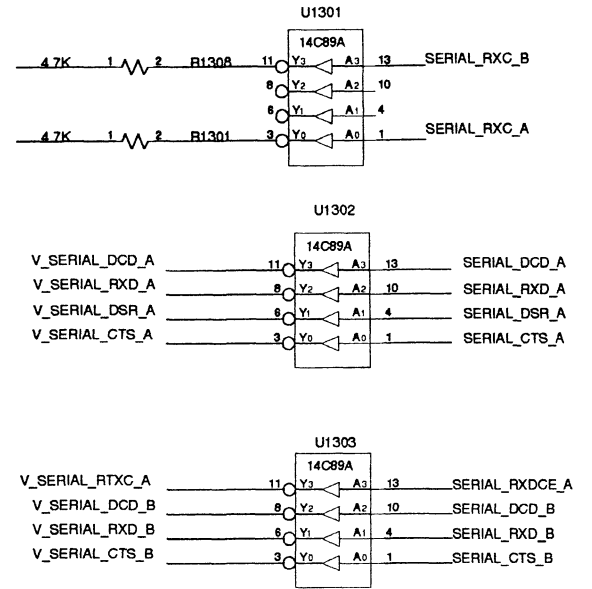 U1301
14C89A
4.7K 1 2 R1308 11 Y3 A3 13 SERIAL_RXC_B
8 Y2 A2 10
6 Y1 A1 4
4.7K 1 2 R1301 3 Y0 A0 1 SERIAL_RXC_A
U1302
14C89A
V_SERIAL_DCD_A 11 Y3 A3 13 SERIAL_DCD_A
V_SERIAL_RXD_A 8 Y2 A2 10 SERIAL_RXD_A
V_SERIAL_DSR_A 6 Y1 A1 4 SERIAL_DSR_A
V_SERIAL_CTS_A 3 Y0 A0 1 SERIAL_CTS_A
U1303
14C89A
V_SERIAL_RTXC_A 11 Y3 A3 13 SERIAL_RXDCE_A
V_SERIAL_DCD_B 8 Y2 A2 10 SERIAL_DCD_B
V_SERIAL_RXD_B 6 Y1 A1 4 SERIAL_RXD_B
V_SERIAL_CTS_B 3 Y0 A0 1 SERIAL_CTS_B